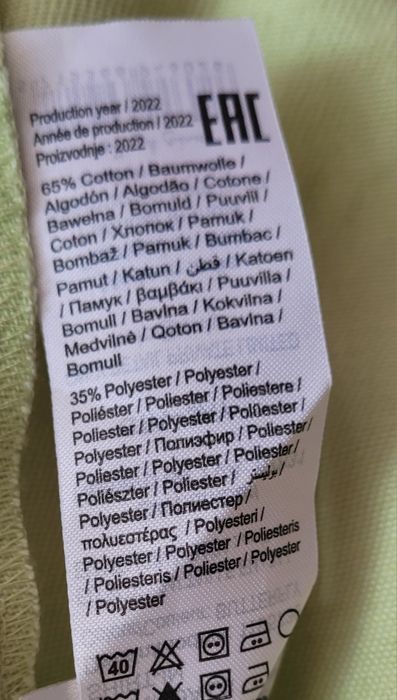 Production year / 2022
Année de production / 2022
Proizvodnje : 2022
EAC
65% Cotton / Baumwolle /
Algodón / Algodão / Cotone /
Bawełna / Bomuld / Puuvill /
Coton / Хлопок / Pamuk /
Bombaž / Pamuk / Bumbac /
Pamut / Katun / قطن / Katoen
/ Памук / βαμβάκι / Puuvilla /
Bomull / Bavlna / Kokvilna /
Medvilnė / Qoton / Bavlna /
Bomull
35% Polyester / Polyester /
Poliéster / Poliester / Poliestere /
Poliester / Polyester / Polüester /
Polyester / Полиэфир / Poliester/
Poliester / Polyester / Poliester/
Poliészter / Poliester / بوليستر /
Polyester / Полиестер /
πολυεστέρας / Polyesteri /
Polyester / Polyester / Poliesteris
/ Poliesteris / Poliester / Polyester
/ Polyester
40